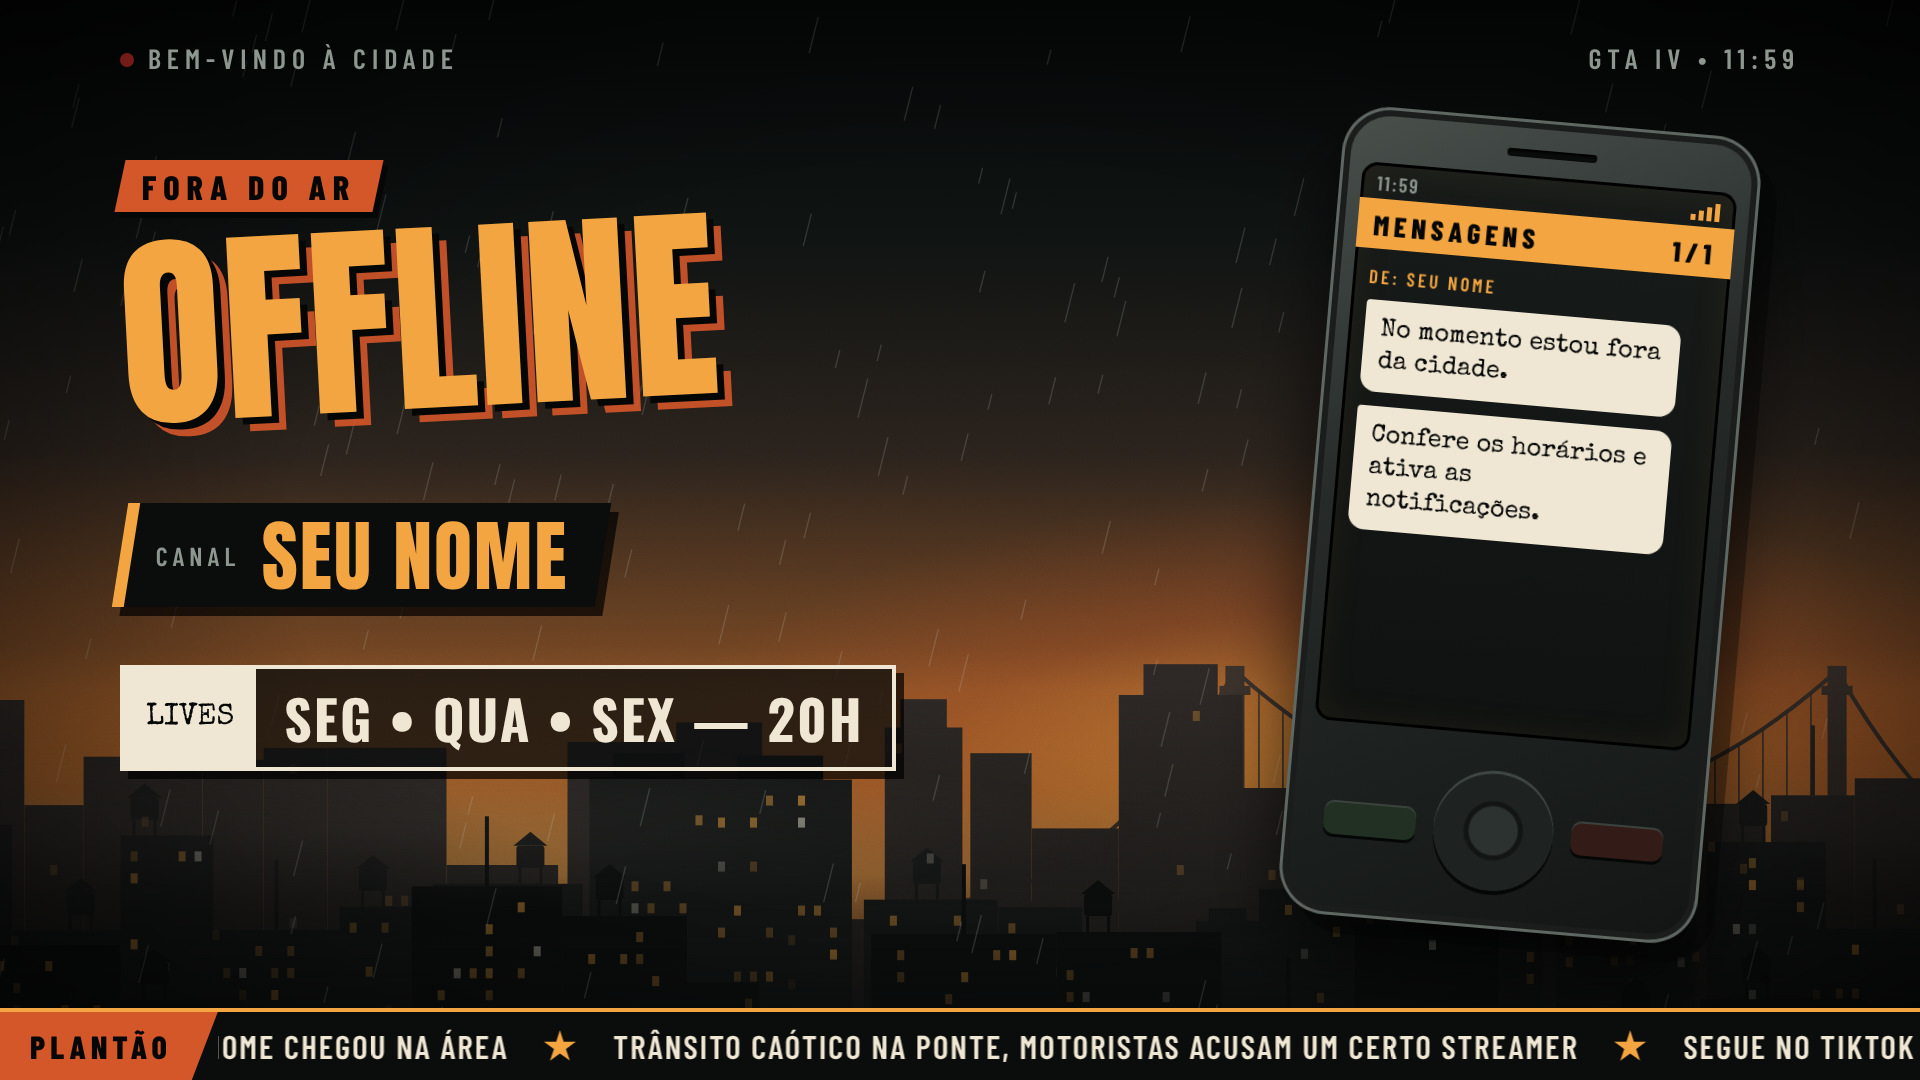 BEM-VINDO À CIDADE
GTA IV • 11:59
FORA DO AR
OFFLINE
CANAL SEU NOME
LIVES SEG • QUA • SEX — 20H
11:59
MENSAGENS 1/1
DE: SEU NOME
No momento estou fora
da cidade.
Confere os horários e
ativa as
notificações.
PLANTÃO OME CHEGOU NA ÁREA ★ TRÂNSITO CAÓTICO NA PONTE, MOTORISTAS ACUSAM UM CERTO STREAMER ★ SEGUE NO TIKTOK